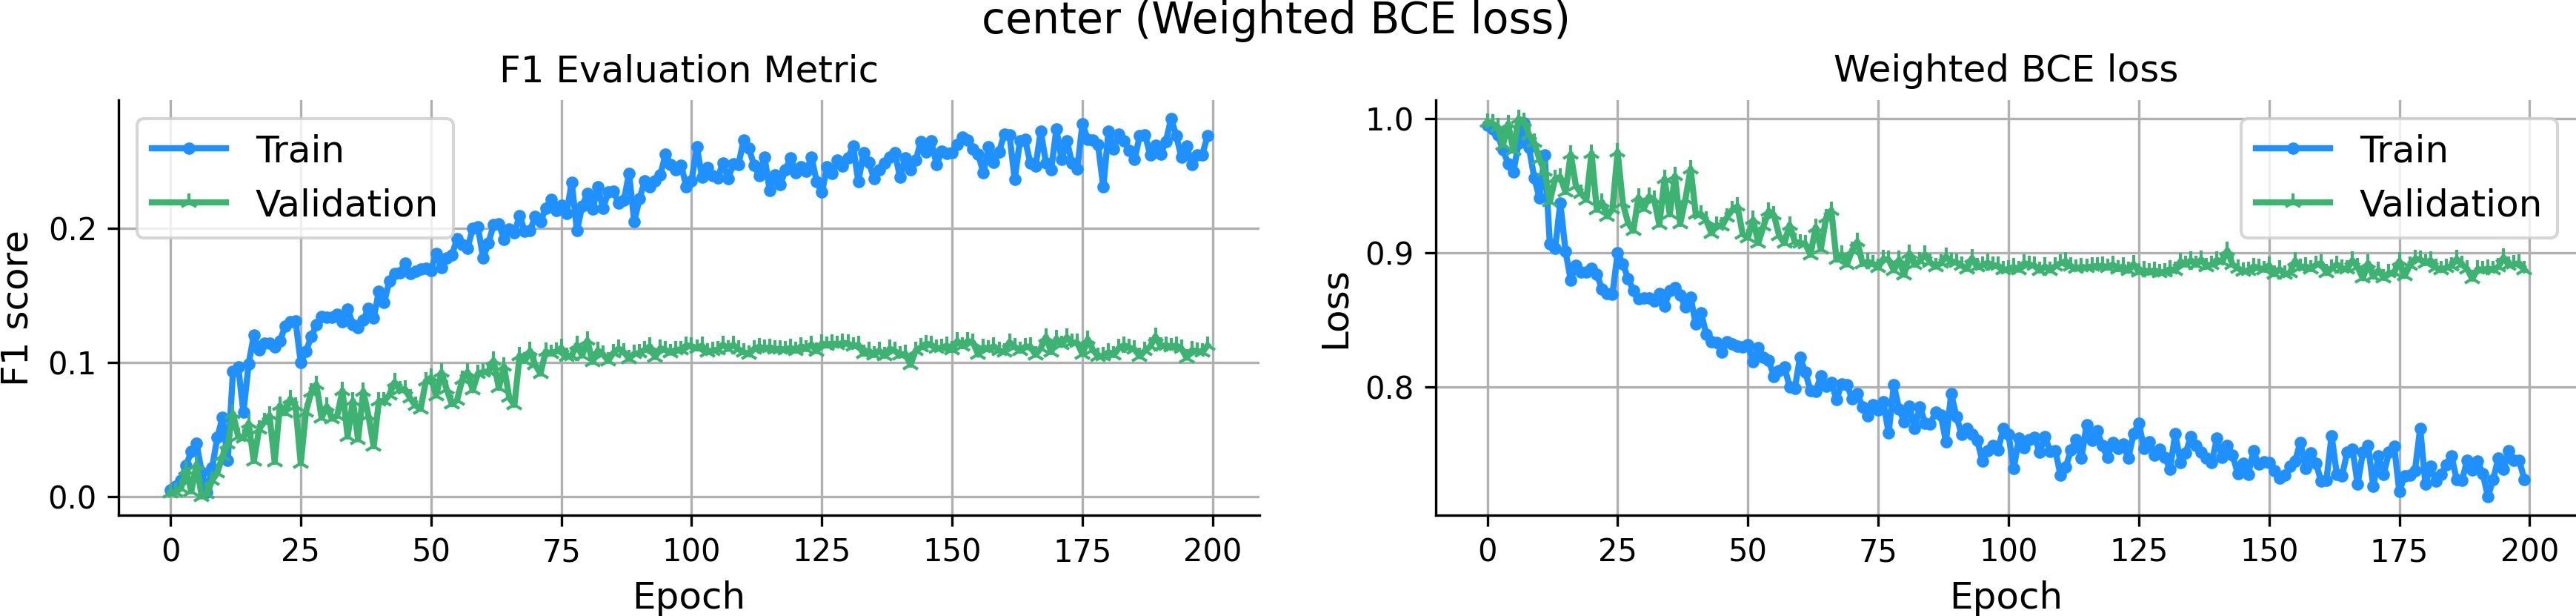 center (Weighted BCE loss)
F1 Evaluation Metric
Train
Validation
0.2
0.1
0.0
F1 score
0 25 50 75 100 125 150 175 200
Epoch
Weighted BCE loss
Train
Validation
1.0
0.9
0.8
Loss
0 25 50 75 100 125 150 175 200
Epoch